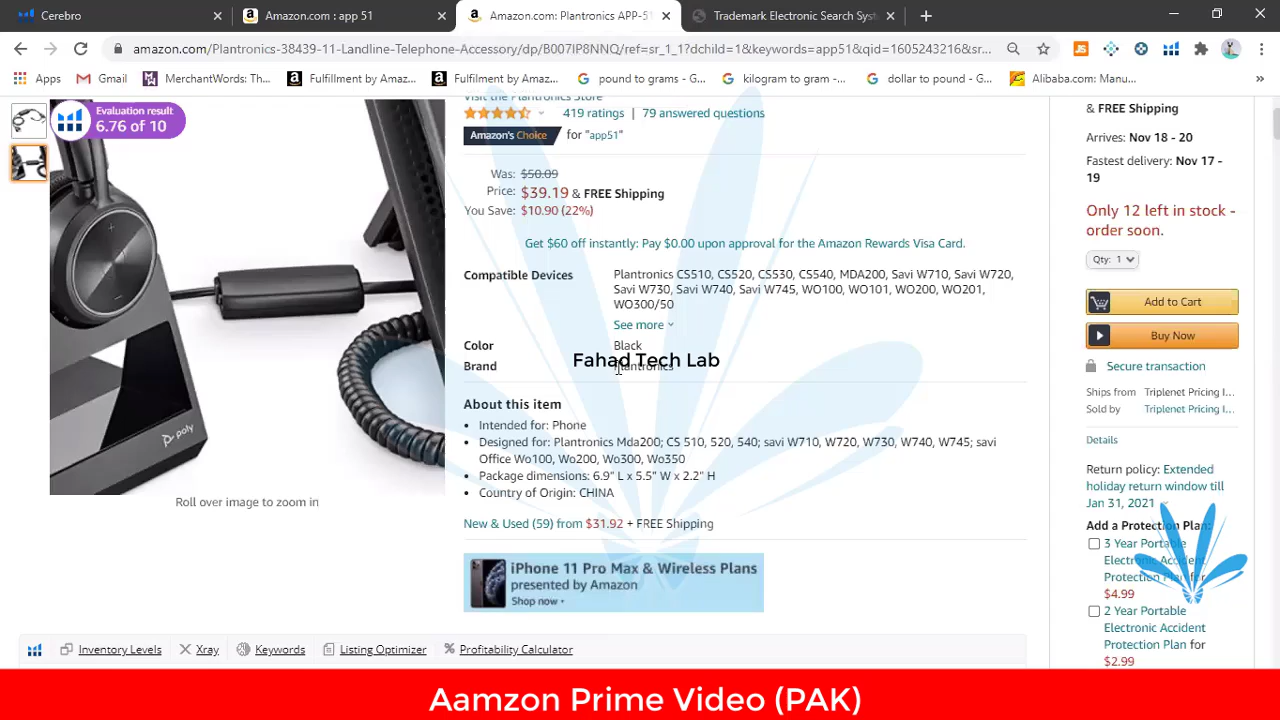 Cerebro
Amazon.com : app 51
Amazon.com: Plantronics APP-5
Trademark Electronic Search Sys
amazon.com/Plantronics-38439-11-Landline-Telephone-Accessory/dp/B007IP8NNQ/ref=sr_1_1?dchild=1&keywords=app51&qid=1605243216&sr...
Apps
Gmail
MerchantWords: Th...
Fulfillment by Amaz...
Fulfilment by Amaz...
pound to grams - G...
kilogram to gram -...
dollar to pound - G...
Alibaba.com: Manu...
Evaluation result
6.76 of 10
poly
Roll over image to zoom in
Visit the Plantronics Store
419 ratings | 79 answered questions
Amazon's Choice for "app51"
Was: $50.09
Price: $39.19 & FREE Shipping
You Save: $10.90 (22%)
Get $60 off instantly: Pay $0.00 upon approval for the Amazon Rewards Visa Card.
Compatible Devices
Plantronics CS510, CS520, CS530, CS540, MDA200, Savi W710, Savi W720,
Savi W730, Savi W740, Savi W745, WO100, WO101, WO200, WO201,
WO300/50
See more
Color Black
Fahad Tech Lab
Brand Plantronics
About this item
• Intended for: Phone
• Designed for: Plantronics Mda200; CS 510, 520, 540; savi W710, W720, W730, W740, W745; savi
Office Wo100, Wo200, Wo300, Wo350
• Package dimensions: 6.9" L x 5.5" W x 2.2" H
• Country of Origin: CHINA
New & Used (59) from $31.92 + FREE Shipping
iPhone 11 Pro Max & Wireless Plans
presented by Amazon
Shop now
& FREE Shipping
Arrives: Nov 18 - 20
Fastest delivery: Nov 17 -
19
Only 12 left in stock -
order soon.
Qty: 1
Add to Cart
Buy Now
Secure transaction
Ships from Triplenet Pricing I...
Sold by Triplenet Pricing I...
Details
Return policy: Extended
holiday return window till
Jan 31, 2021
Add a Protection Plan:
3 Year Portable
Electronic Accident
Protection Plan for
$4.99
2 Year Portable
Electronic Accident
Protection Plan for
$2.99
Inventory Levels
Xray
Keywords
Listing Optimizer
Profitability Calculator
Aamzon Prime Video (PAK)